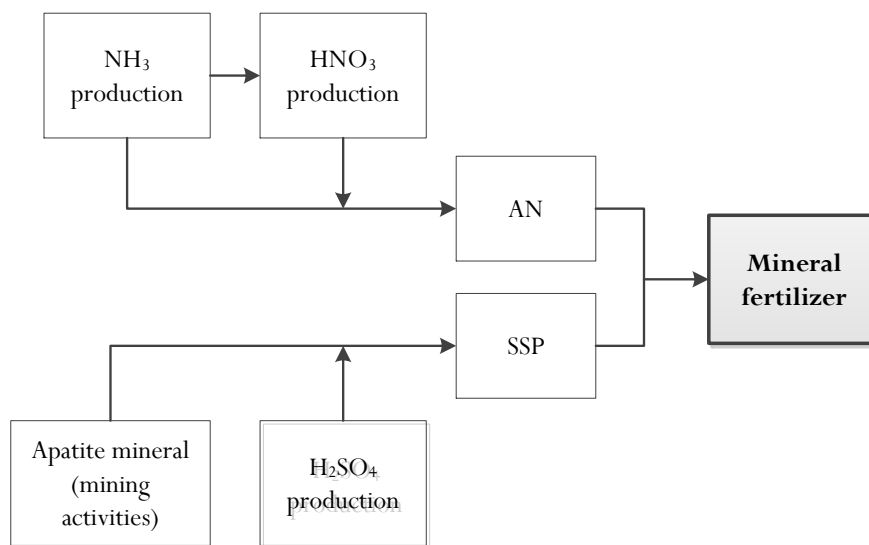 NH₃
production
HNO₃
production
AN
Mineral
fertilizer
SSP
Apatite mineral
(mining
activities)
H₂SO₄
production